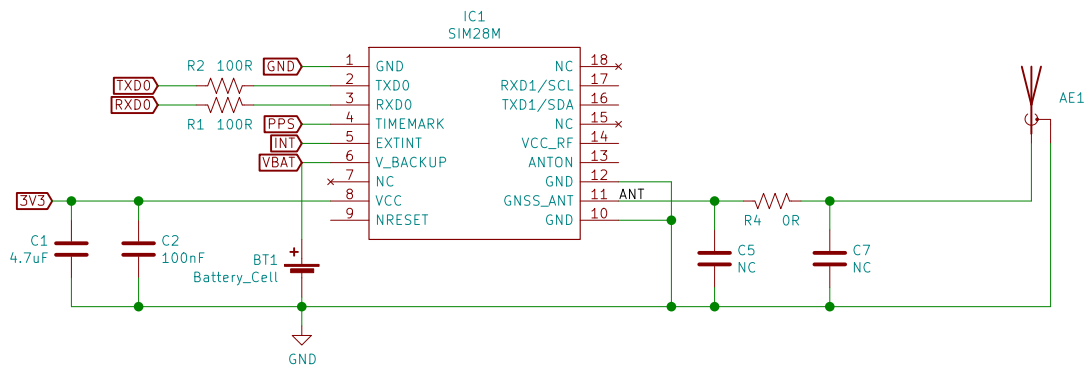 IC1
SIM28M
R2 100R
GND
1
GND
NC
18
TXD0
2
TXD0
RXD1/SCL
17
RXD0
3
RXD0
TXD1/SDA
16
R1 100R
PPS
4
TIMEMARK
NC
15
INT
5
EXTINT
VCC_RF
14
VBAT
6
V_BACKUP
ANTON
13
7
NC
GND
12
3V3
8
VCC
GNSS_ANT
11
ANT
9
NRESET
GND
10
R4 0R
AE1
C1
4.7uF
C2
100nF
BT1
Battery_Cell
+
C5
NC
C7
NC
GND